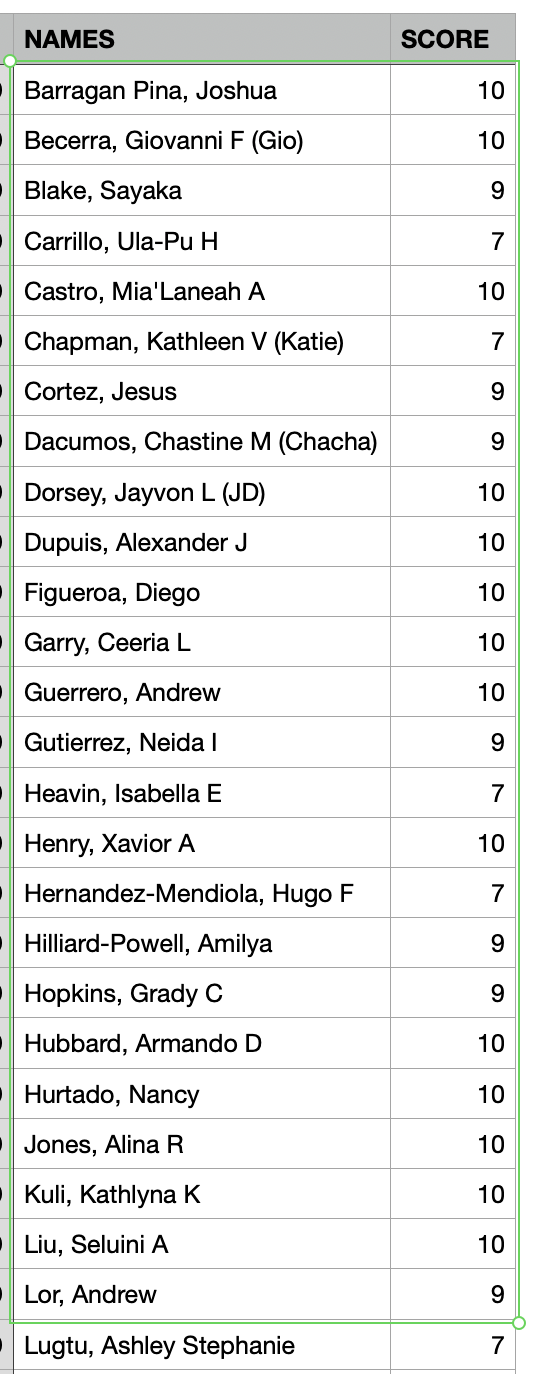 NAMES SCORE
Barragan Pina, Joshua 10
Becerra, Giovanni F (Gio) 10
Blake, Sayaka 9
Carrillo, Ula-Pu H 7
Castro, Mia'Laneah A 10
Chapman, Kathleen V (Katie) 7
Cortez, Jesus 9
Dacumos, Chastine M (Chacha) 9
Dorsey, Jayvon L (JD) 10
Dupuis, Alexander J 10
Figueroa, Diego 10
Garry, Ceeria L 10
Guerrero, Andrew 10
Gutierrez, Neida I 9
Heavin, Isabella E 7
Henry, Xavior A 10
Hernandez-Mendiola, Hugo F 7
Hilliard-Powell, Amilya 9
Hopkins, Grady C 9
Hubbard, Armando D 10
Hurtado, Nancy 10
Jones, Alina R 10
Kuli, Kathlyna K 10
Liu, Seluini A 10
Lor, Andrew 9
Lugtu, Ashley Stephanie 7